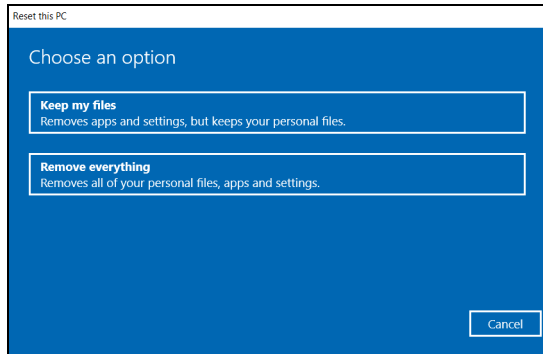 Reset this PC
Choose an option
Keep my files
Removes apps and settings, but keeps your personal files.
Remove everything
Removes all of your personal files, apps and settings.
Cancel